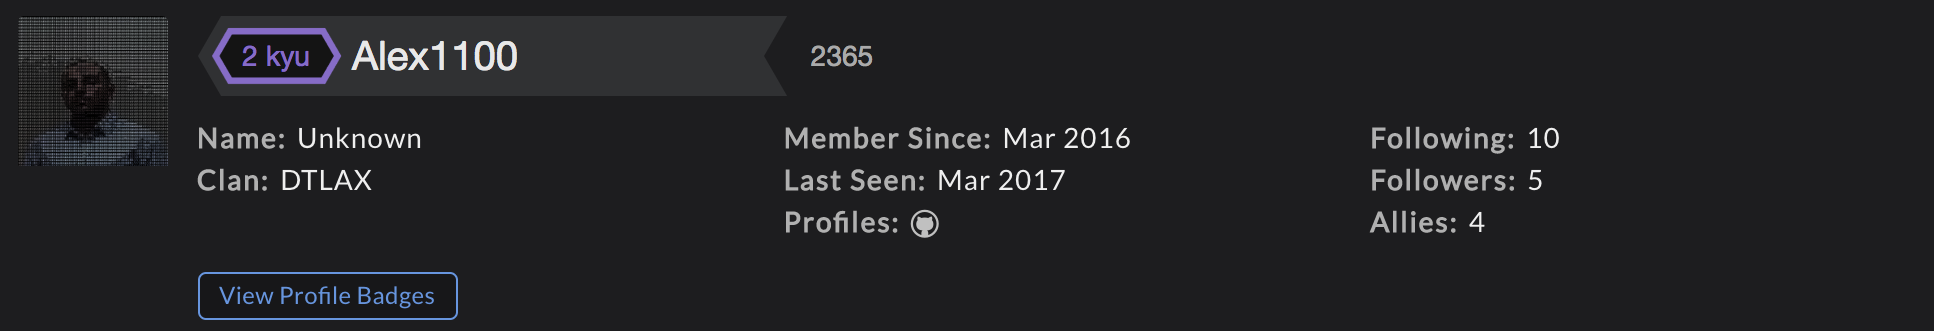 2 kyu Alex1100 2365
Name: Unknown
Clan: DTLAX
Member Since: Mar 2016
Last Seen: Mar 2017
Profiles:
Following: 10
Followers: 5
Allies: 4
View Profile Badges